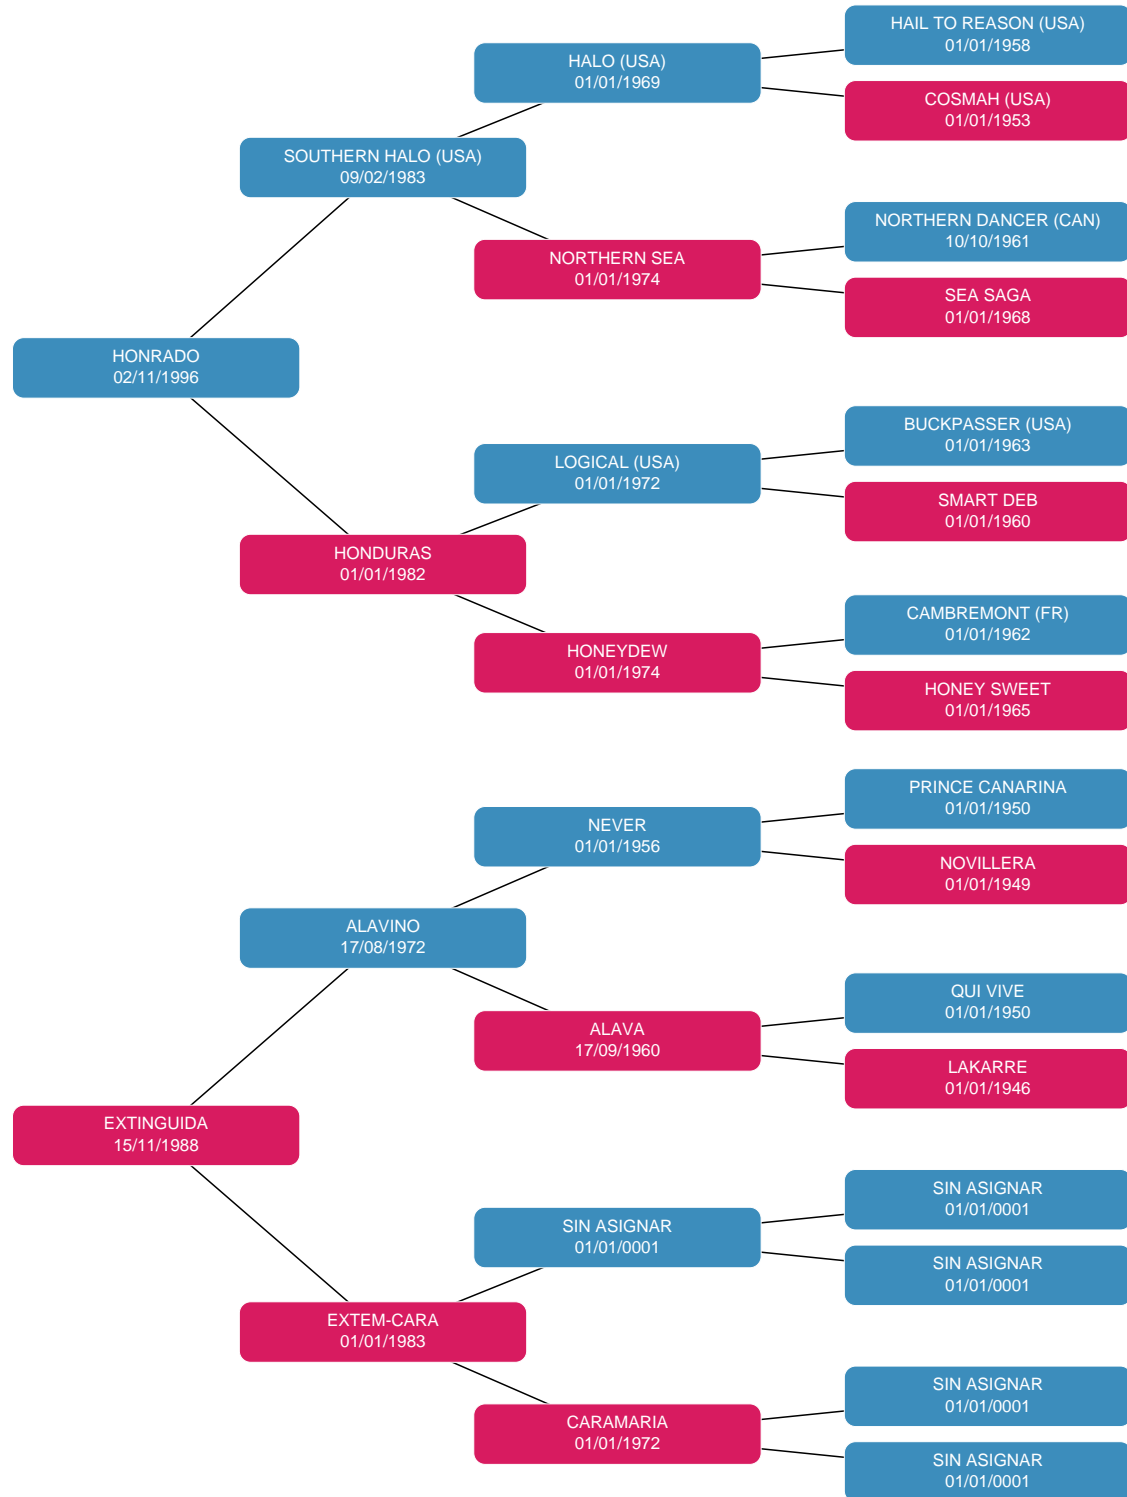 HAIL TO REASON (USA)
01/01/1958
HALO (USA)
01/01/1969
COSMAH (USA)
01/01/1953
SOUTHERN HALO (USA)
09/02/1983
NORTHERN DANCER (CAN)
10/10/1961
NORTHERN SEA
01/01/1974
SEA SAGA
01/01/1968
HONRADO
02/11/1996
BUCKPASSER (USA)
01/01/1963
LOGICAL (USA)
01/01/1972
SMART DEB
01/01/1960
HONDURAS
01/01/1982
CAMBREMONT (FR)
01/01/1962
HONEYDEW
01/01/1974
HONEY SWEET
01/01/1965
PRINCE CANARINA
01/01/1950
NEVER
01/01/1956
NOVILLERA
01/01/1949
ALAVINO
17/08/1972
QUI VIVE
01/01/1950
ALAVA
17/09/1960
LAKARRE
01/01/1946
EXTINGUIDA
15/11/1988
SIN ASIGNAR
01/01/0001
SIN ASIGNAR
01/01/0001
SIN ASIGNAR
01/01/0001
EXTEM-CARA
01/01/1983
SIN ASIGNAR
01/01/0001
CARAMARIA
01/01/1972
SIN ASIGNAR
01/01/0001